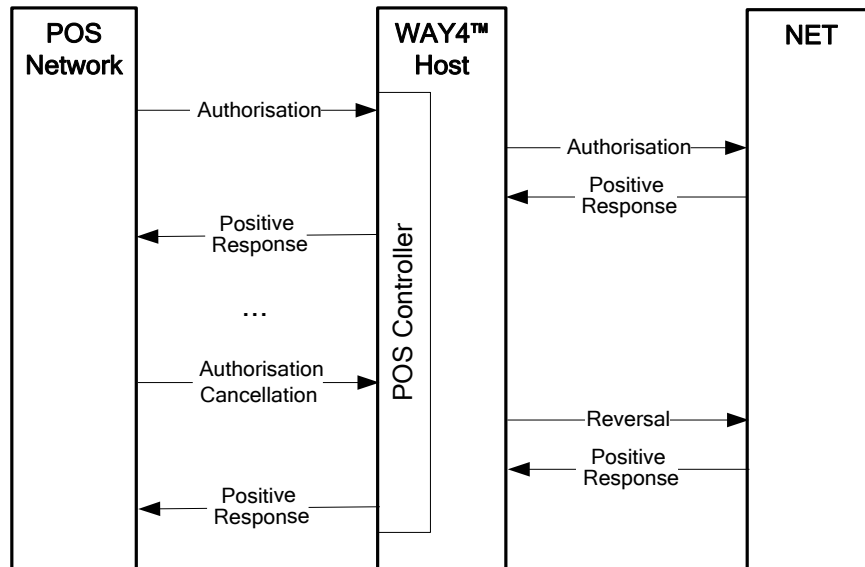 POS
Network
WAY4™
Host
NET
Authorisation
Authorisation
Positive
Response
Positive
Response
...
Authorisation
Cancellation
Reversal
Positive
Response
Positive
Response
POS Controller